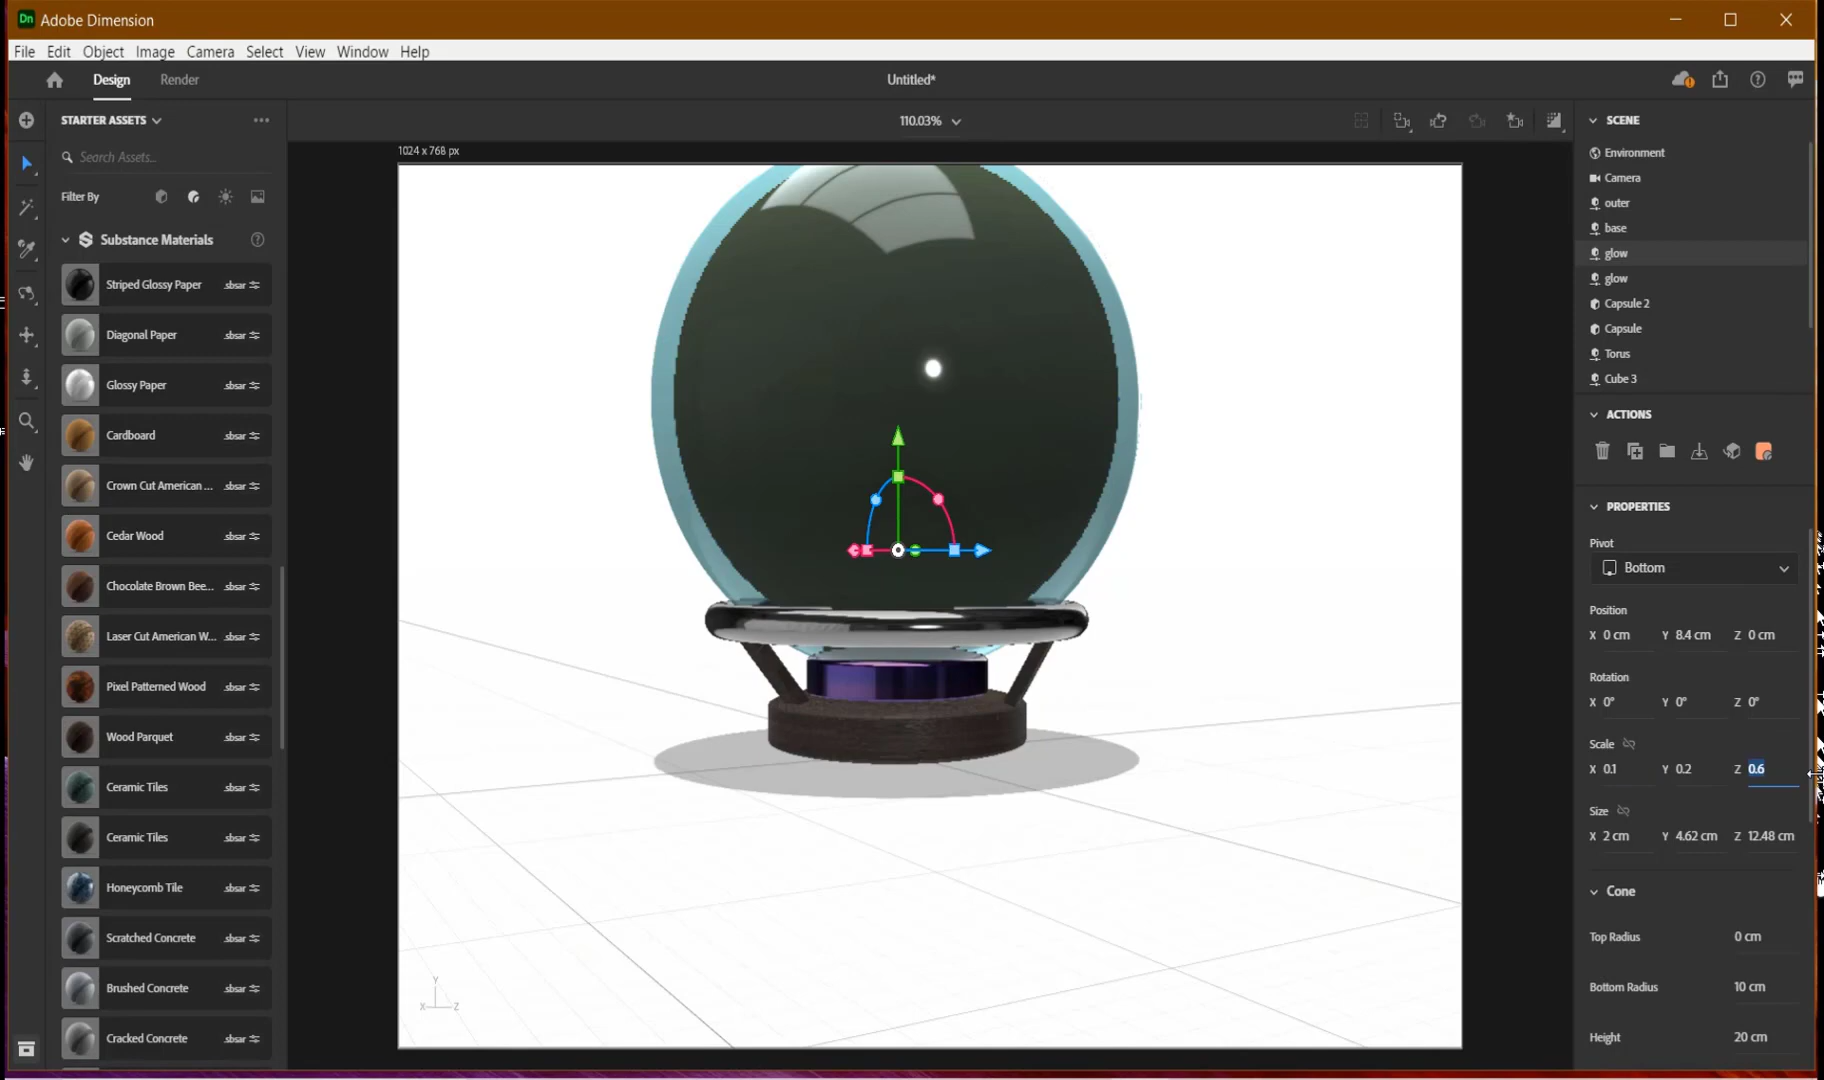 Dn Adobe Dimension
File Edit Object Image Camera Select View Window Help
Design Render Untitled*
STARTER ASSETS
110.03%
1024 x 768 px
Search Assets...
Filter By
Substance Materials
Striped Glossy Paper .sbsar
Diagonal Paper .sbsar
Glossy Paper .sbsar
Cardboard .sbsar
Crown Cut American ... .sbsar
Cedar Wood .sbsar
Chocolate Brown Bee... .sbsar
Laser Cut American W... .sbsar
Pixel Patterned Wood .sbsar
Wood Parquet .sbsar
Ceramic Tiles .sbsar
Ceramic Tiles .sbsar
Honeycomb Tile .sbsar
Scratched Concrete .sbsar
Brushed Concrete .sbsar
Cracked Concrete .sbsar
Y
X Z
SCENE
Environment
Camera
outer
base
glow
glow
Capsule 2
Capsule
Torus
Cube 3
ACTIONS
PROPERTIES
Pivot
Bottom
Position
X 0 cm Y 8.4 cm Z 0 cm
Rotation
X 0° Y 0° Z 0°
Scale
X 0.1 Y 0.2 Z 0.6
Size
X 2 cm Y 4.62 cm Z 12.48 cm
Cone
Top Radius 0 cm
Bottom Radius 10 cm
Height 20 cm